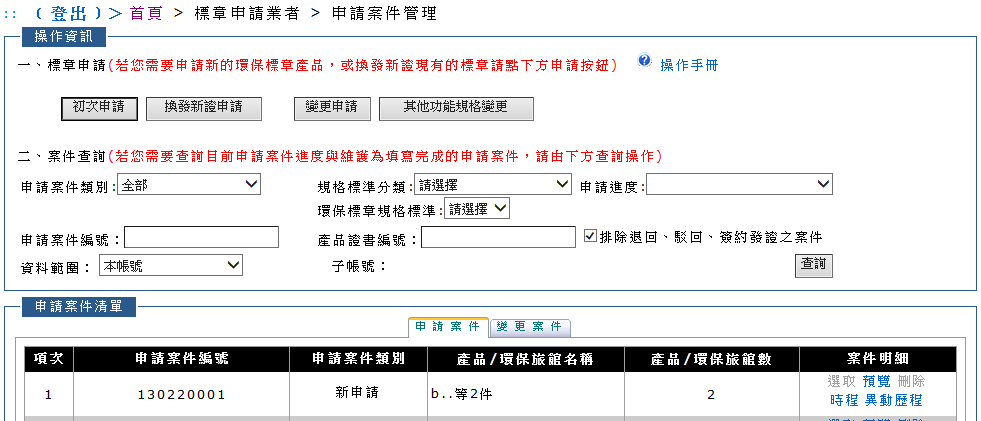 :: (登出)> 首頁 > 標章申請業者 > 申請案件管理
操作資訊
一、標章申請(若您需要申請新的環保標章產品，或換發新證現有的標章請點下方申請按鈕) ? 操作手冊
初次申請 換發新證申請 變更申請 其他功能規格變更
二、案件查詢(若您需要查詢目前申請案件進度與維護為填寫完成的申請案件，請由下方查詢操作)
申請案件類別:全部 規格標準分類:請選擇 申請進度:
環保標章規格標準:請選擇
申請案件編號： 產品證書編號： 排除退回、駁回、簽約發證之案件
資料範圍： 本帳號 子帳號： 查詢
申請案件清單
申請案件 變更案件
項次 申請案件編號 申請案件類別 產品/環保旅館名稱 產品/環保旅館數 案件明細
1 130220001 新申請 b..等2件 2 選取 預覽 刪除
時程 異動歷程